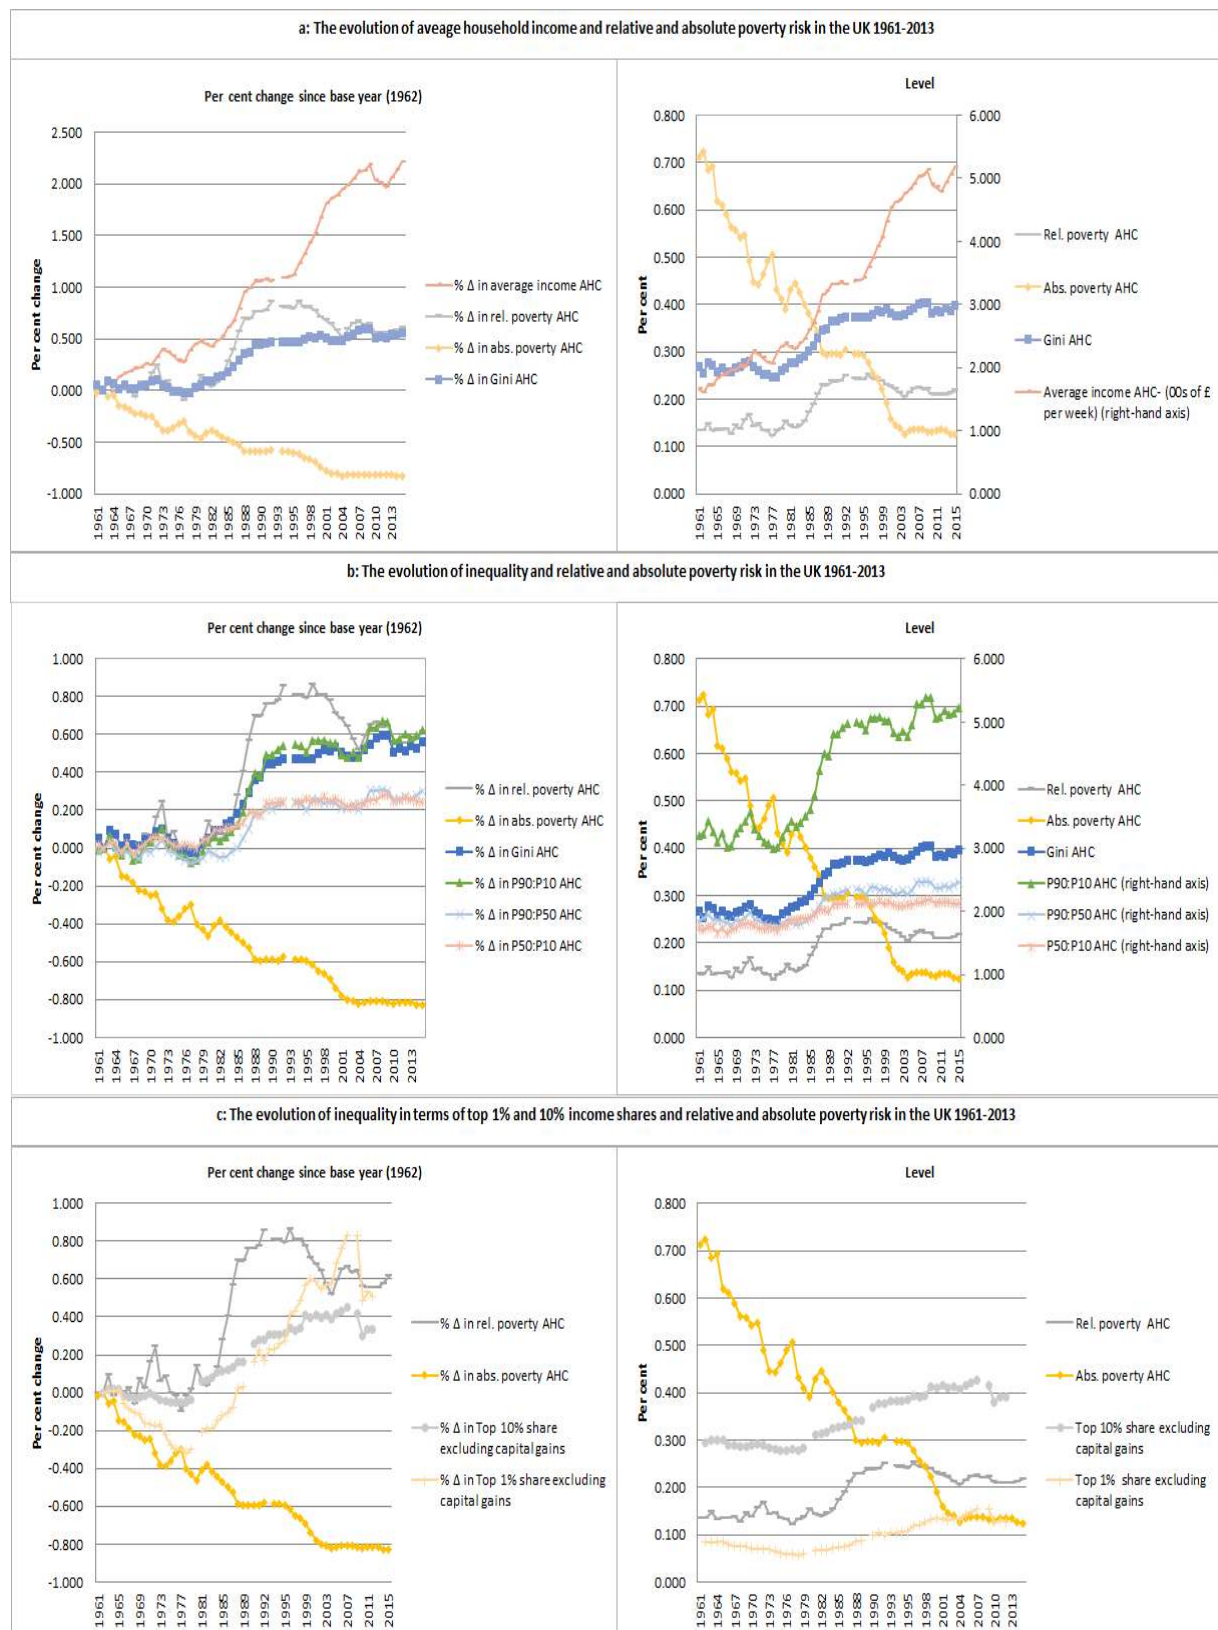 a: The evolution of aveage household income and relative and absolute poverty risk in the UK 1961-2013
Per cent change since base year (1962)
2.500
2.000
1.500
1.000
0.500
0.000
-0.500
-1.000
Per cent change
1961 1964 1967 1970 1973 1976 1979 1982 1985 1988 1990 1993 1996 1998 2001 2004 2007 2010 2013
% Δ in average income AHC
% Δ in rel. poverty AHC
% Δ in abs. poverty AHC
% Δ in Gini AHC
Level
0.800
0.700
0.600
0.500
0.400
0.300
0.200
0.100
0.000
Per cent
6.000
5.000
4.000
3.000
2.000
1.000
0.000
1961 1965 1969 1973 1977 1981 1985 1989 1992 1995 1999 2003 2007 2011 2015
Rel. poverty AHC
Abs. poverty AHC
Gini AHC
Average income AHC- (00s of £
per week) (right-hand axis)
b: The evolution of inequality and relative and absolute poverty risk in the UK 1961-2013
Per cent change since base year (1962)
1.000
0.800
0.600
0.400
0.200
0.000
-0.200
-0.400
-0.600
-0.800
-1.000
Per cent change
1961 1964 1967 1970 1973 1976 1979 1982 1985 1988 1990 1993 1995 1998 2001 2004 2007 2010 2013
% Δ in rel. poverty AHC
% Δ in abs. poverty AHC
% Δ in Gini AHC
% Δ in P90:P10 AHC
% Δ in P90:P50 AHC
% Δ in P50:P10 AHC
Level
0.800
0.700
0.600
0.500
0.400
0.300
0.200
0.100
0.000
Per cent
6.000
5.000
4.000
3.000
2.000
1.000
0.000
1961 1965 1969 1973 1977 1981 1985 1989 1992 1995 1999 2003 2007 2011 2015
Rel. poverty AHC
Abs. poverty AHC
Gini AHC
P90:P10 AHC (right-hand axis)
P90:P50 AHC (right-hand axis)
P50:P10 AHC (right-hand axis)
c: The evolution of inequality in terms of top 1% and 10% income shares and relative and absolute poverty risk in the UK 1961-2013
Per cent change since base year (1962)
1.000
0.800
0.600
0.400
0.200
0.000
-0.200
-0.400
-0.600
-0.800
-1.000
Per cent change
1961 1965 1969 1973 1977 1981 1985 1989 1992 1995 1999 2003 2007 2011 2015
% Δ in rel. poverty AHC
% Δ in abs. poverty AHC
% Δ in Top 10% share
excluding capital gains
% Δ in Top 1% share excluding
capital gains
Level
0.800
0.700
0.600
0.500
0.400
0.300
0.200
0.100
0.000
Per cent
1961 1964 1967 1970 1973 1976 1979 1982 1985 1988 1990 1993 1995 1998 2001 2004 2007 2010 2013
Rel. poverty AHC
Abs. poverty AHC
Top 10% share excluding
capital gains
Top 1% share excluding
capital gains